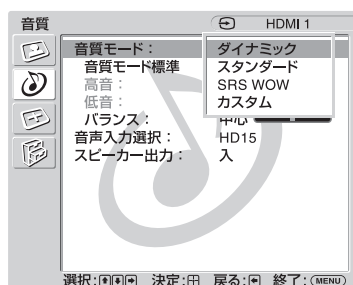 音質
HDMI 1
音質モード：
ダイナミック
音質モード標準
スタンダード
高音：
SRS WOW
低音：
カスタム
バランス：
中心
音声入力選択：
HD15
スピーカー出力：
入
選択: 決定: 戻る: 終了: MENU